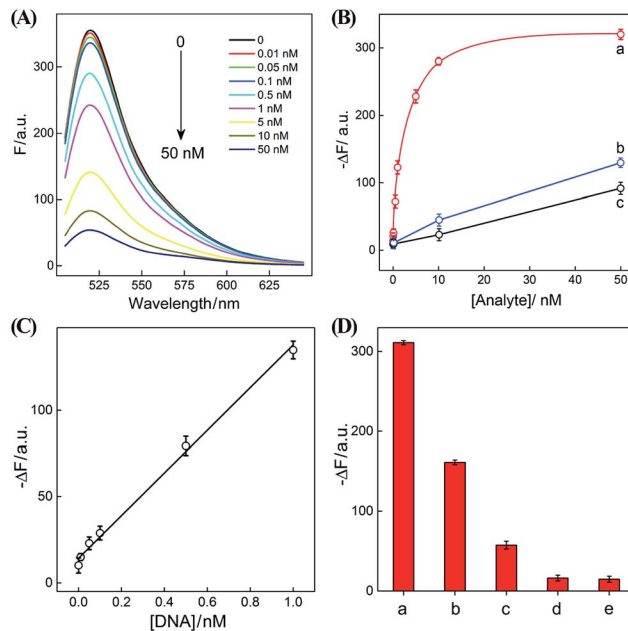 (A)
300
200
100
0
F/a.u.
525 550 575 600 625
Wavelength/nm
0
50 nM
0
0.01 nM
0.05 nM
0.1 nM
0.5 nM
1 nM
5 nM
10 nM
50 nM
(B)
300
200
100
0
-ΔF/ a.u.
0 10 20 30 40 50
[Analyte]/ nM
a
b
c
(C)
100
50
0
-ΔF/a.u.
0.0 0.2 0.4 0.6 0.8 1.0
[DNA]/nM
(D)
300
200
100
0
-ΔF/a.u.
a b c d e